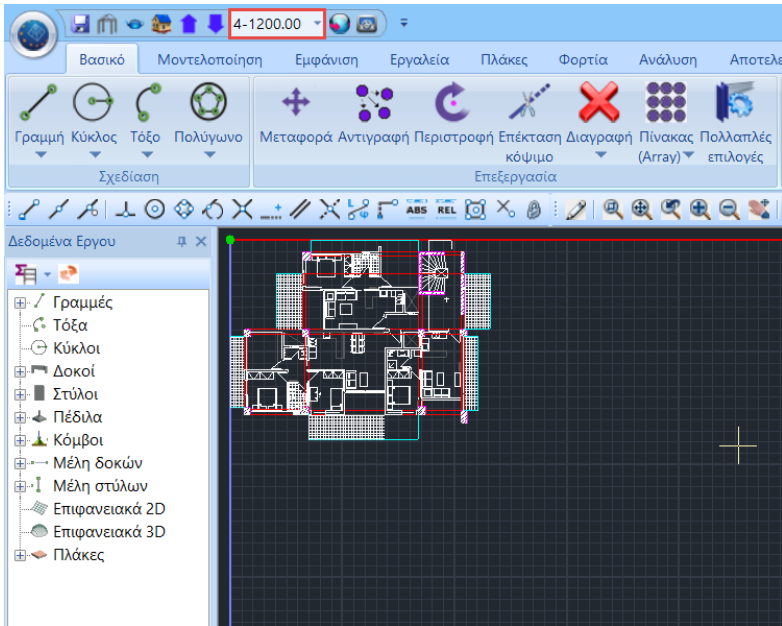 4-1200.00
Βασικό Μοντελοποίηση Εμφάνιση Εργαλεία Πλάκες Φορτία Ανάλυση Αποτελε
Γραμμή Κύκλος Τόξο Πολύγωνο Μεταφορά Αντιγραφή Περιστροφή Επέκταση Διαγραφή Πίνακας Πολλαπλές
κόψιμο (Array) επιλογές
Σχεδίαση Επεξεργασία
ABS REL
Δεδομένα Εργου
Γραμμές
Τόξα
Κύκλοι
Δοκοί
Στύλοι
Πέδιλα
Κόμβοι
Μέλη δοκών
Μέλη στύλων
Επιφανειακά 2D
Επιφανειακά 3D
Πλάκες